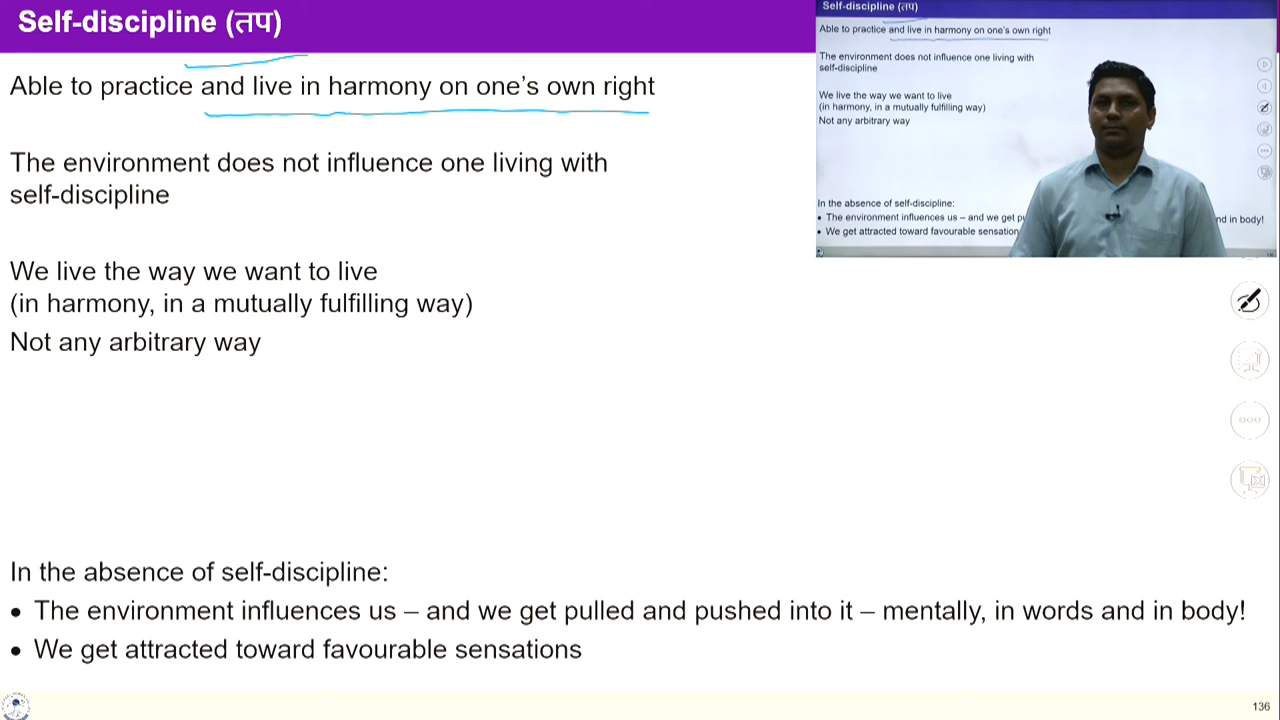 Self-discipline (तप)
Able to practice and live in harmony on one's own right
The environment does not influence one living with
self-discipline
We live the way we want to live
(in harmony, in a mutually fulfilling way)
Not any arbitrary way
In the absence of self-discipline:
• The environment influences us – and we get pulled and pushed into it – mentally, in words and in body!
• We get attracted toward favourable sensations
136
Self-discipline (तप)
Able to practice and live in harmony on one's own right
The environment does not influence one living with
self-discipline
We live the way we want to live
(in harmony, in a mutually fulfilling way)
Not any arbitrary way
In the absence of self-discipline:
• The environment influences us – and we get nd in body!
• We get attracted toward favourable sensation